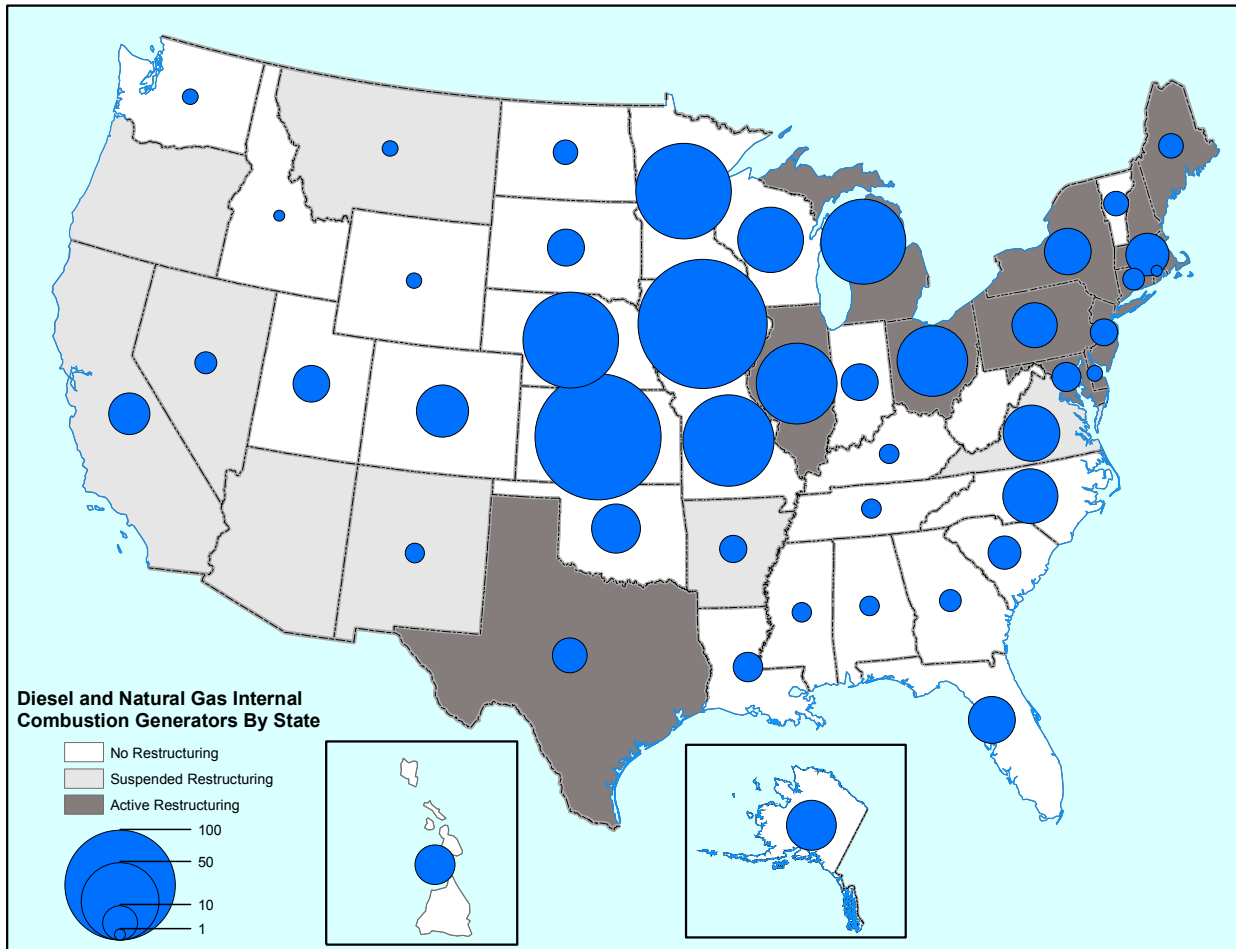 Diesel and Natural Gas Internal
Combustion Generators By State
No Restructuring
Suspended Restructuring
Active Restructuring
100
50
10
1